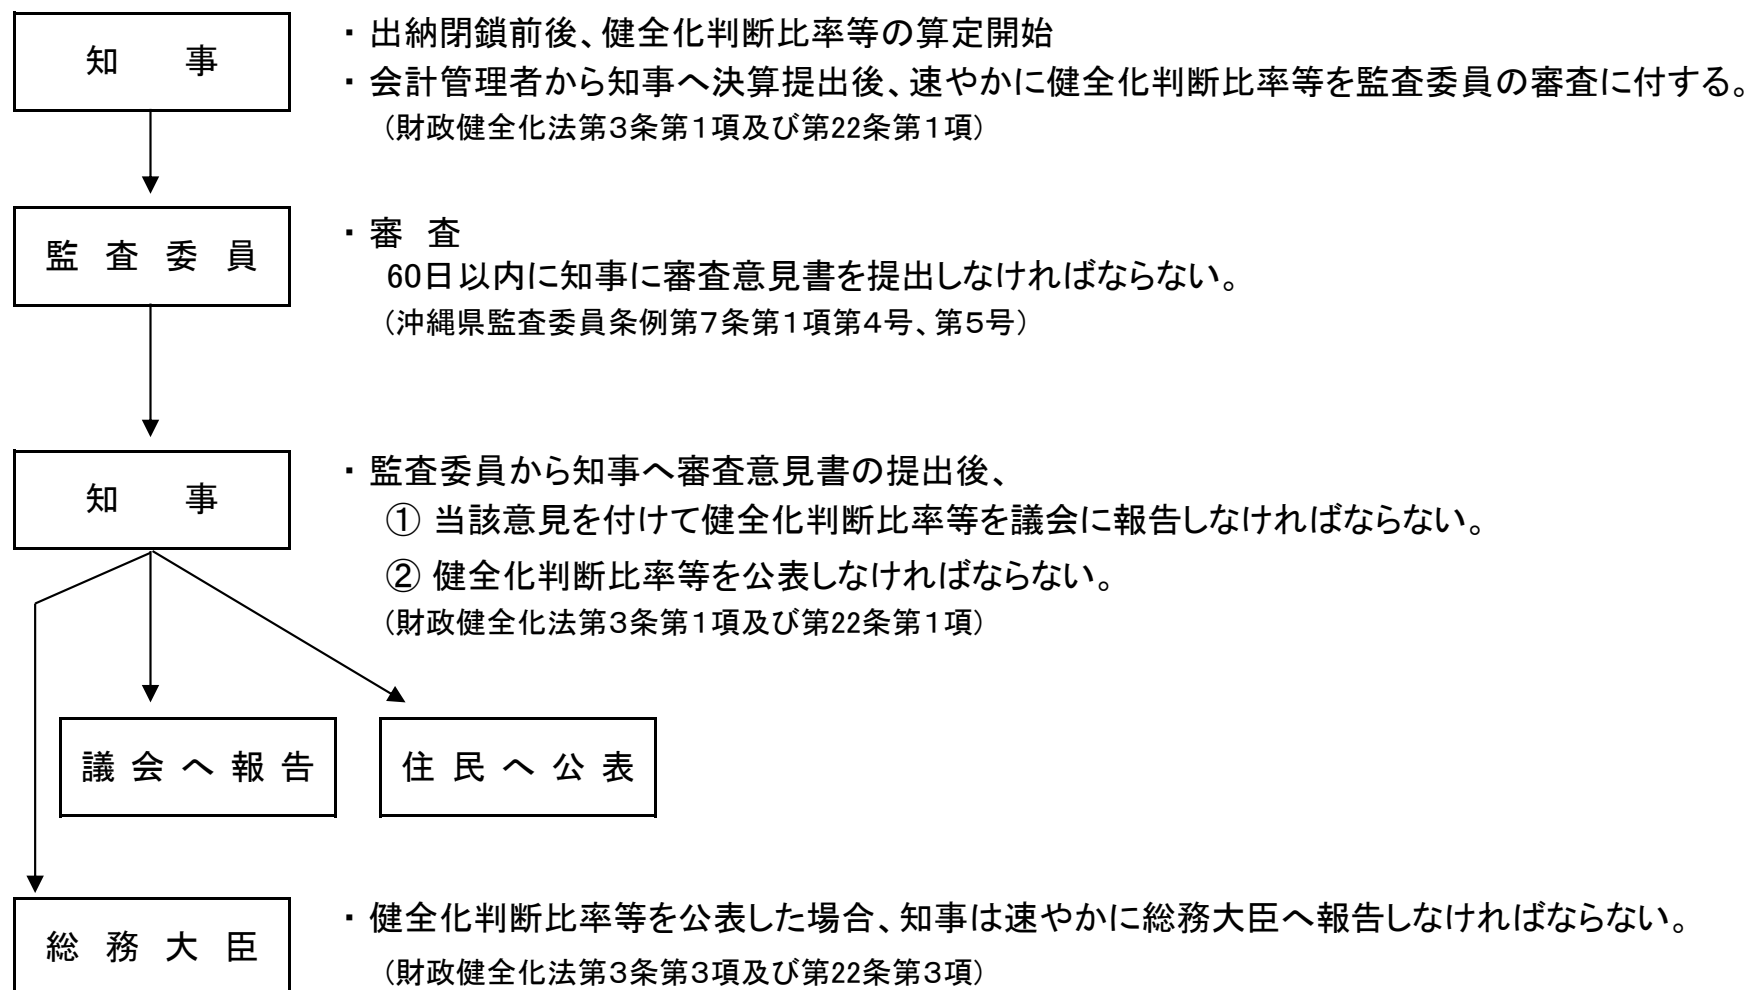 知　事
・ 出納閉鎖前後、健全化判断比率等の算定開始
・ 会計管理者から知事へ決算提出後、速やかに健全化判断比率等を監査委員の審査に付する。
（財政健全化法第３条第１項及び第22条第１項）
監 査 委 員
・ 審　査
60日以内に知事に審査意見書を提出しなければならない。
（沖縄県監査委員条例第７条第１項第４号、第５号）
知　事
・ 監査委員から知事へ審査意見書の提出後、
① 当該意見を付けて健全化判断比率等を議会に報告しなければならない。
② 健全化判断比率等を公表しなければならない。
（財政健全化法第３条第１項及び第22条第１項）
議 会 へ 報 告
住 民 へ 公 表
総 務 大 臣
・ 健全化判断比率等を公表した場合、知事は速やかに総務大臣へ報告しなければならない。
（財政健全化法第３条第３項及び第22条第３項）